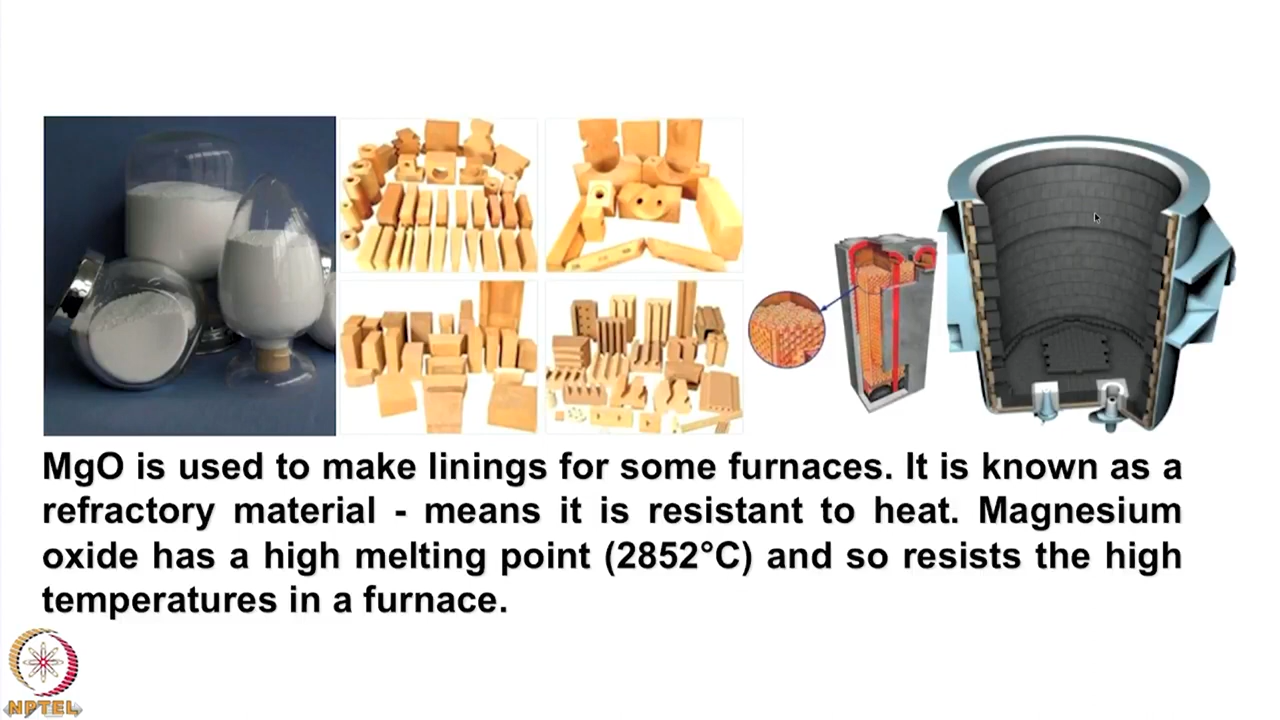 MgO is used to make linings for some furnaces. It is known as a
refractory material - means it is resistant to heat. Magnesium
oxide has a high melting point (2852°C) and so resists the high
temperatures in a furnace.
NPTEL